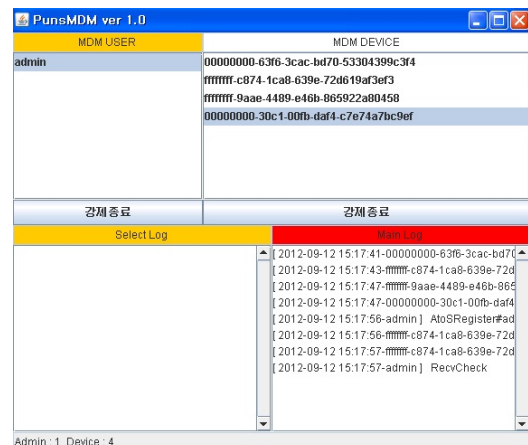 PunsMDM ver 1.0
MDM USER
MDM DEVICE
admin
00000000-63f6-3cac-bd70-53304399c3f4
ffffffff-c874-1ca8-639e-72d619af3ef3
ffffffff-9aae-4489-e46b-865922a80458
00000000-30c1-00fb-daf4-c7e74a7bc9ef
강제종료
강제종료
Select Log
Main Log
[ 2012-09-12 15:17:41-00000000-63f6-3cac-bd70
[ 2012-09-12 15:17:43-ffffffff-c874-1ca8-639e-72d
[ 2012-09-12 15:17:47-ffffffff-9aae-4489-e46b-865
[ 2012-09-12 15:17:47-00000000-30c1-00fb-daf4
[ 2012-09-12 15:17:56-admin ] AtoSRegister#ad
[ 2012-09-12 15:17:56-ffffffff-c874-1ca8-639e-72d
[ 2012-09-12 15:17:57-ffffffff-c874-1ca8-639e-72d
[ 2012-09-12 15:17:57-admin ] RecvCheck
Admin : 1 Device : 4